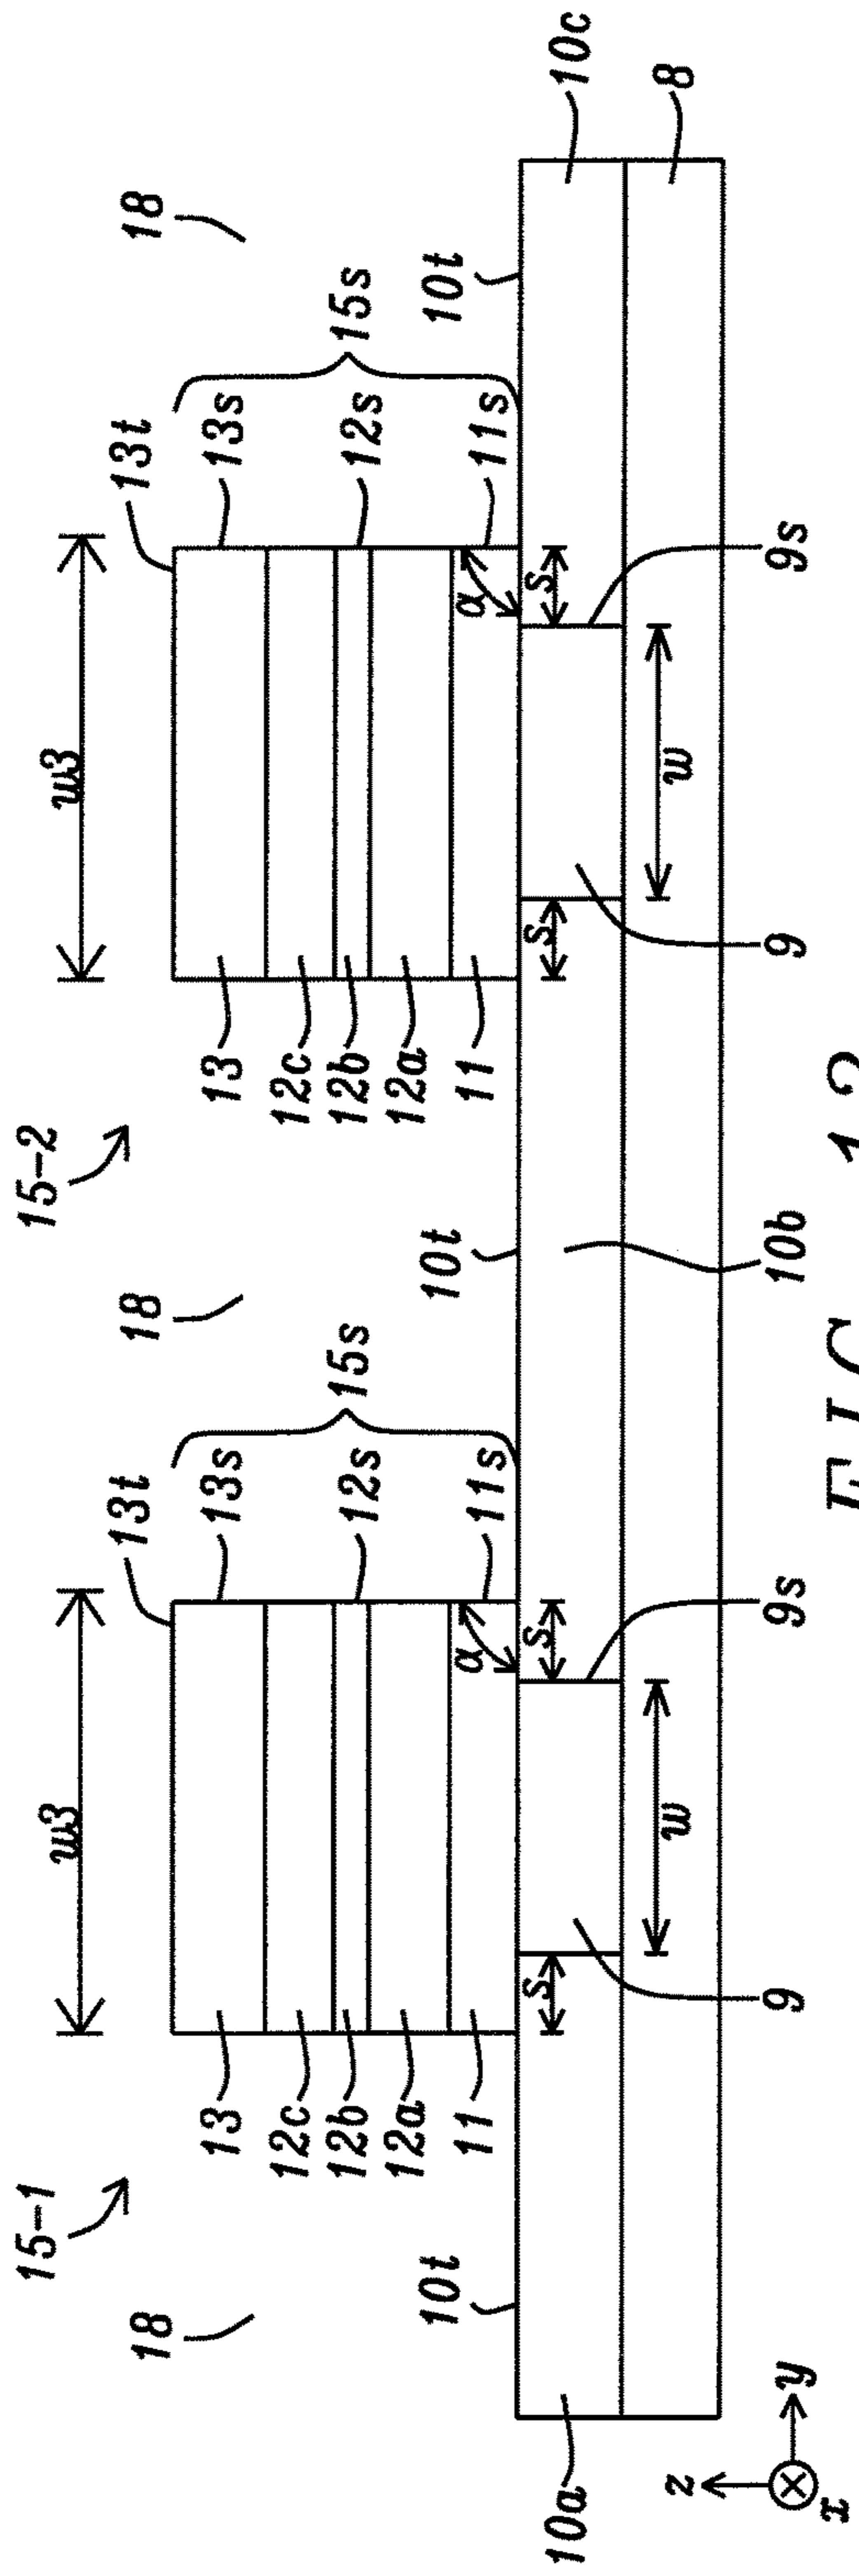 15-1 w3 15-2 w3
18 13t 18 13t 18
13 13s 13 13s
12c 12c
12b 12s 15s 12b 12s 15s
12a 12a
10t 11 α 11s 10t 11 α 11s 10t
s s s s
10a 10c
w w
z 8
9 9s 10b 9 9s
y
x
FIG